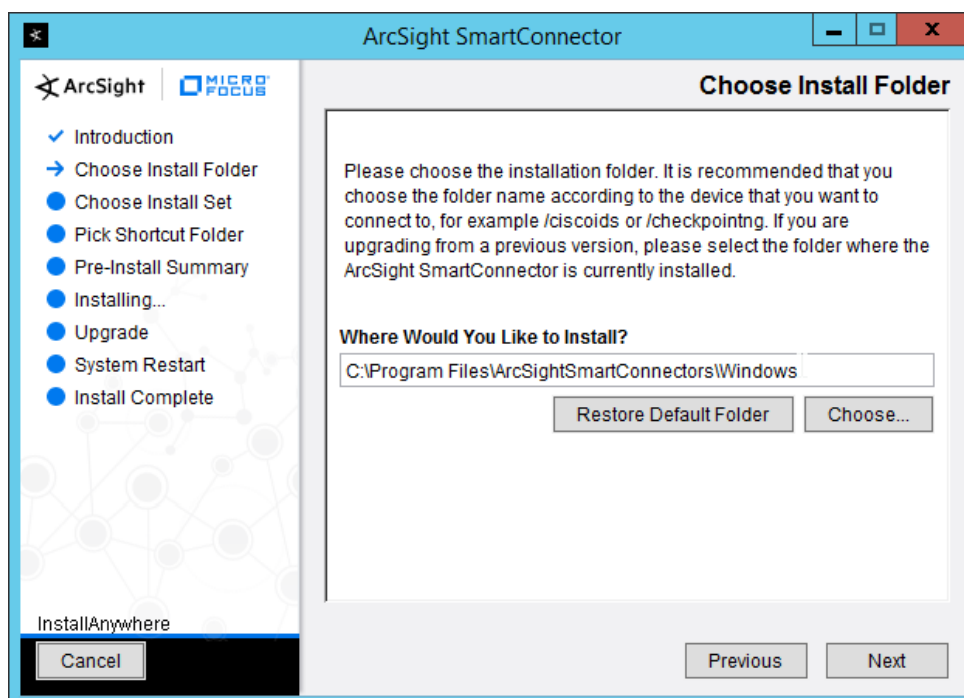 ArcSight SmartConnector
ArcSight
MICRO
FOCUS
Introduction
Choose Install Folder
Choose Install Set
Pick Shortcut Folder
Pre-Install Summary
Installing...
Upgrade
System Restart
Install Complete
InstallAnywhere
Cancel
Choose Install Folder
Please choose the installation folder. It is recommended that you
choose the folder name according to the device that you want to
connect to, for example /ciscoids or /checkpointng. If you are
upgrading from a previous version, please select the folder where the
ArcSight SmartConnector is currently installed.
Where Would You Like to Install?
C:\Program Files\ArcSightSmartConnectors\Windows
Restore Default Folder
Choose...
Previous
Next